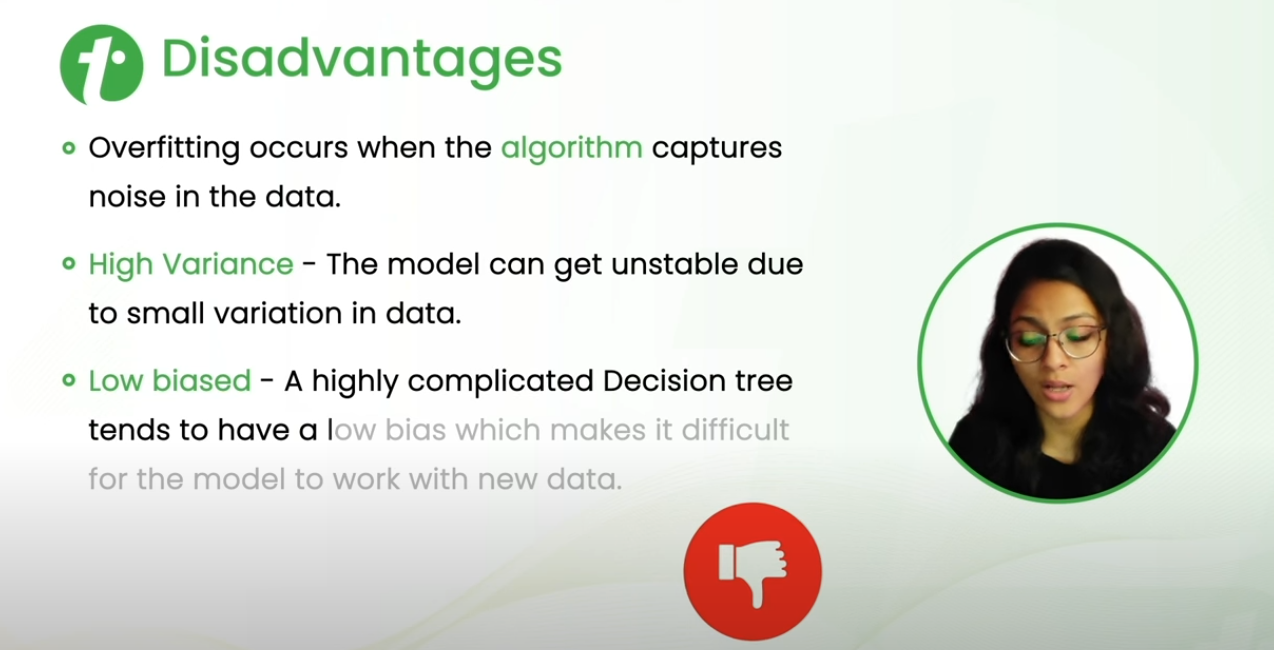 Disadvantages
Overfitting occurs when the algorithm captures
noise in the data.
High Variance - The model can get unstable due
to small variation in data.
Low biased - A highly complicated Decision tree
tends to have a low bias which makes it difficult
for the model to work with new data.